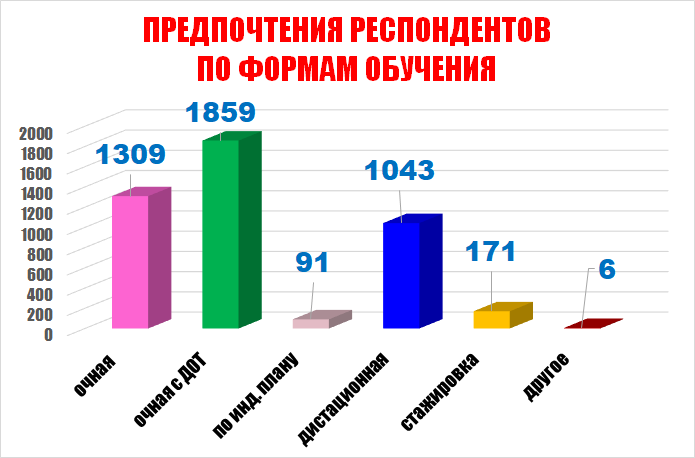 ПРЕДПОЧТЕНИЯ РЕСПОНДЕНТОВ
ПО ФОРМАМ ОБУЧЕНИЯ
2000
1800
1600
1400
1200
1000
800
600
400
200
0
1309
1859
91
1043
171
6
очная
очная с ДОТ
по инд. плану
дистационная
стажировка
другое